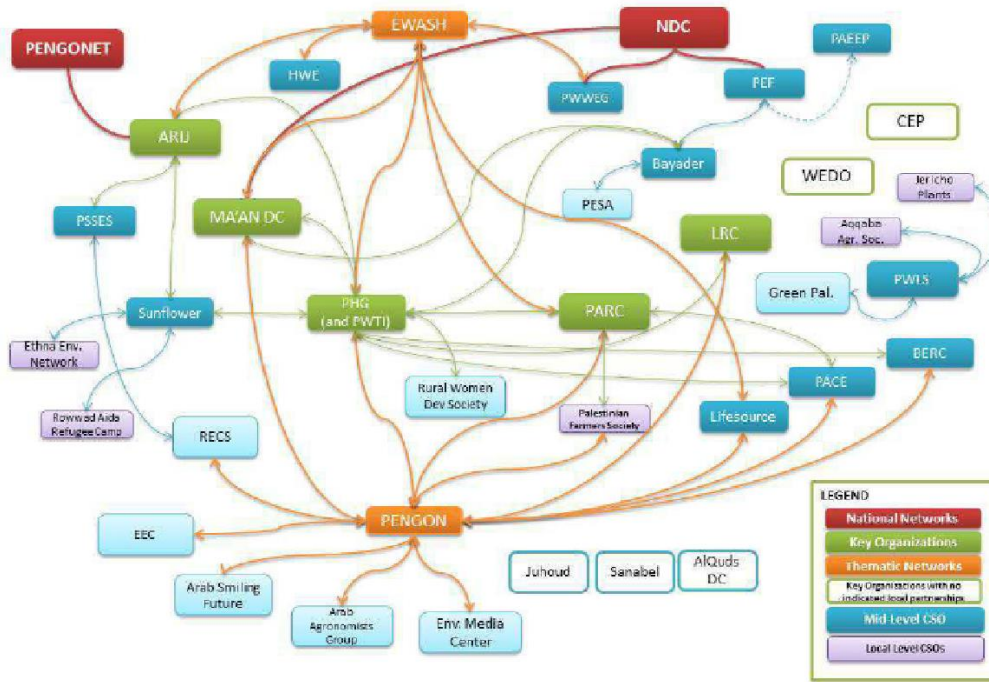 EWASH
NDC
PENGONET
PAEEP
HWE
PWWEG
PEF
CEP
ARIJ
Bayader
WEDO
Jericho
Plants
PESA
PSSES
MA'AN DC
LRC
Aqqaba
Agr. Soc.
Green Pal.
PWLS
Sunflower
PHG
(and PWTI)
PARC
Ethna Env.
Network
BERC
PACE
Rural Women
Dev Society
Palestinian
Farmers Society
Lifesource
Rowwad Aida
Refugee Camp
RECS
PENGON
EEC
Juhoud
Sanabel
AlQuds
DC
Arab Smiling
Future
Arab
Agronomists
Group
Env. Media
Center
LEGEND
National Networks
Key Organizations
Thematic Networks
Key Organizations with no
indicated local partnerships
Mid-Level CSO
Local Level CSOs